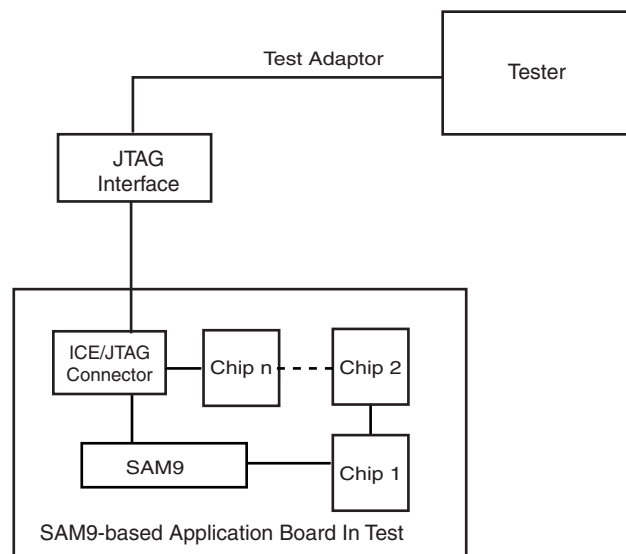 Test Adaptor
Tester
JTAG
Interface
ICE/JTAG
Connector
Chip n
Chip 2
SAM9
Chip 1
SAM9-based Application Board In Test